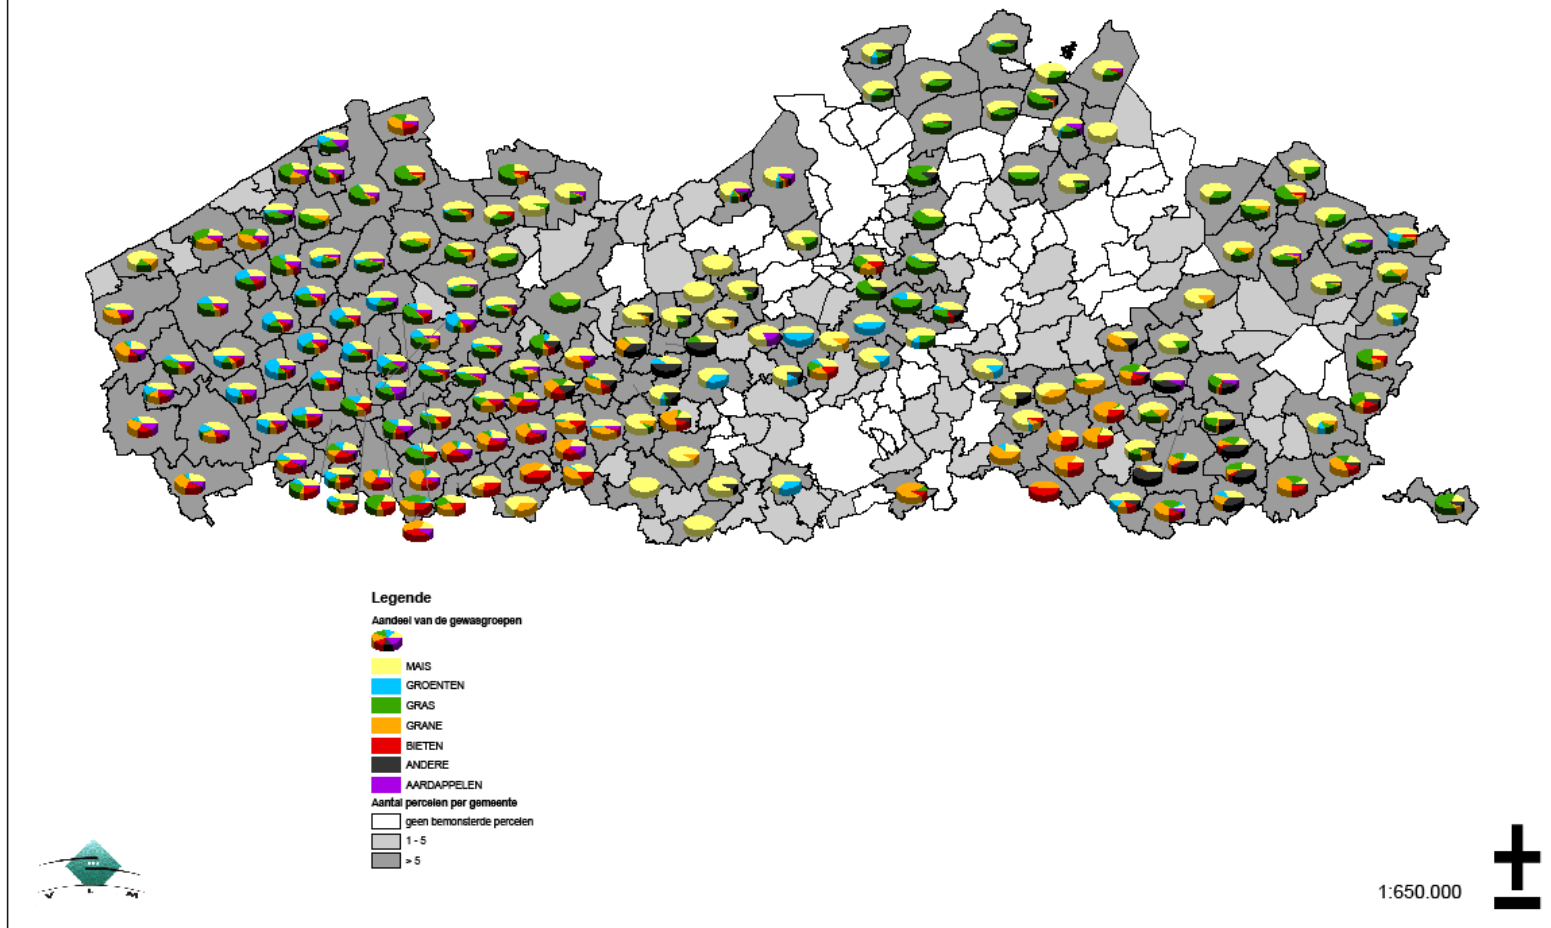 Legende
Aandeel van de gewasgroepen
MAIS
GROENTEN
GRAS
GRANE
BIETEN
ANDERE
AARDAPPELEN
Aantal percelen per gemeente
geen bemonsterde percelen
1 - 5
> 5
V L M
1:650.000